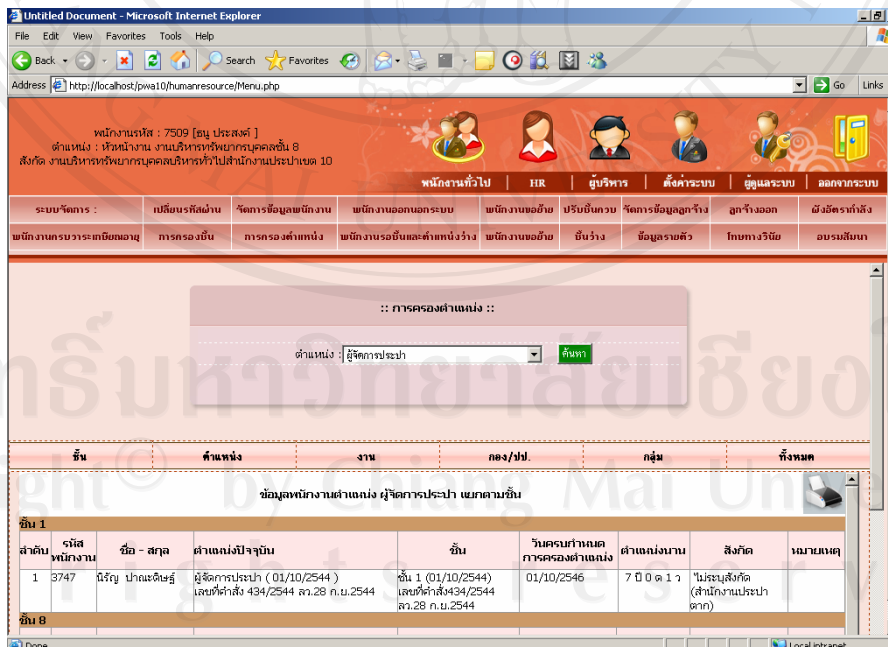 Untitled Document - Microsoft Internet Explorer
File Edit View Favorites Tools Help
Back Search Favorites
Address http://localhost/pwa10/humanresource/Menu.php Go Links
พนักงานรหัส : 7509 [ธนู ประสงค์ ]
ตำแหน่ง : หัวหน้างาน งานบริหารทรัพยากรบุคคลชั้น 8
สังกัด งานบริหารทรัพยากรบุคคลบริหารทั่วไปสำนักงานประปาเขต 10
พนักงานทั่วไป | HR | ผู้บริหาร | ตั้งค่าระบบ | ผู้ดูแลระบบ | ออกจากระบบ
ระบบจัดการ : เปลี่ยนรหัสผ่าน จัดการข้อมูลพนักงาน พนักงานออกนอกระบบ พนักงานขอย้าย ปรับขึ้นควบ จัดการข้อมูลลูกจ้าง ลูกจ้างออก ผังอัตรากำลัง
พนักงานครบวาระเกษียณอายุ การครองชั้น การครองตำแหน่ง พนักงานรอขึ้นและตำแหน่งว่าง พนักงานขอย้าย ขึ้นว่าง ข้อมูลรายตัว โทษทางวินัย อบรมสัมนา
:: การครองตำแหน่ง ::
ตำแหน่ง : ผู้จัดการประปา ค้นหา
ชั้น ตำแหน่ง งาน กอง/ปป. กลุ่ม ทั้งหมด
ข้อมูลพนักงานตำแหน่ง ผู้จัดการประปา แยกตามชั้น
ชั้น 1
ลำดับ รหัสพนักงาน ชื่อ - สกุล ตำแหน่งปัจจุบัน ชั้น วันครบกำหนดการครองตำแหน่ง ตำแหน่งนาน สังกัด หมายเหตุ
1 3747 นิรัญ ปาณะดิษฐ์ ผู้จัดการประปา ( 01/10/2544 ) ชั้น 1 (01/10/2544) 01/10/2546 7 ปี 0 ด 1 ว ไม่ระบุสังกัด
เลขที่คำสั่ง 434/2544 ลว.28 ก.ย.2544 เลขที่คำสั่ง434/2544 (สำนักงานประปา
ลว.28 ก.ย.2544 ตาก)
ชั้น 8
Done Local intranet